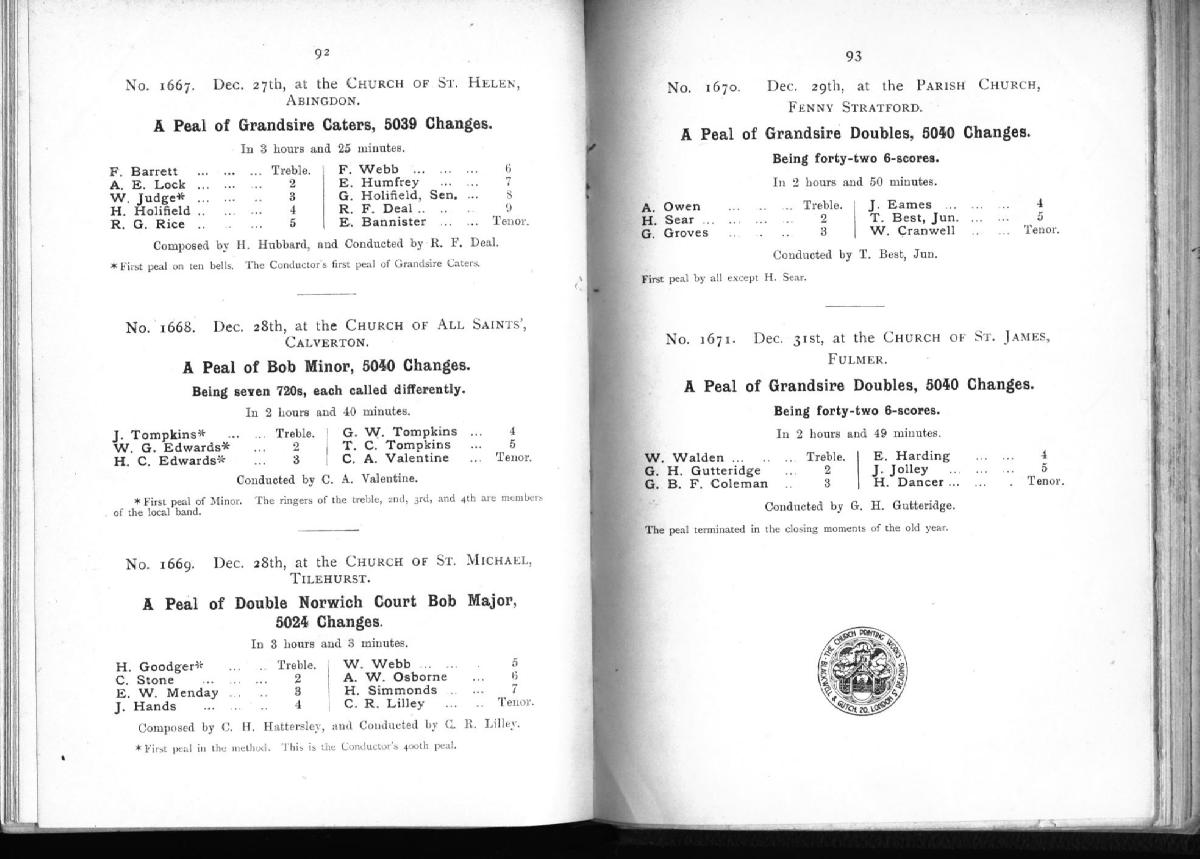 92
No. 1667. Dec. 27th, at the CHURCH OF ST. HELEN,
ABINGDON.
A Peal of Grandsire Caters, 5039 Changes.
In 3 hours and 25 minutes.
F. Barrett ... ... ... Treble. F. Webb ... ... ... 6
A. E. Lock ... ... ... 2 E. Humfrey ... ... 7
W. Judge* ... ... .. 3 G. Holifield, Sen. ... 8
H. Holifield .. ... ... 4 R. F. Deal .. .. .. 9
R. G. Rice .. .. ... 5 E. Bannister ... ... Tenor.
Composed by H. Hubbard, and Conducted by R. F. Deal.
* First peal on ten bells. The Conductor's first peal of Grandsire Caters.
No. 1668. Dec. 28th, at the CHURCH OF ALL SAINTS',
CALVERTON.
A Peal of Bob Minor, 5040 Changes.
Being seven 720s, each called differently.
In 2 hours and 40 minutes.
J. Tompkins* ... ... Treble. G. W. Tompkins ... 4
W. G. Edwards* ... 2 T. C. Tompkins ... 5
H. C. Edwards* ... 3 C. A. Valentine ... Tenor.
Conducted by C. A. Valentine.
* First peal of Minor. The ringers of the treble, 2nd, 3rd, and 4th are members
of the local band.
No. 1669. Dec. 28th, at the CHURCH OF ST. MICHAEL,
TILEHURST.
A Peal of Double Norwich Court Bob Major,
5024 Changes.
In 3 hours and 3 minutes.
H. Goodger* ... .. Treble. W. Webb ... ... . 5
C. Stone ... ... ... 2 A. W. Osborne ... 6
E. W. Menday ... .. 3 H. Simmonds .. ... 7
J. Hands ... ... .. 4 C. R. Lilley ... .. Tenor.
Composed by C. H. Hattersley, and Conducted by C. R. Lilley.
* First peal in the method. This is the Conductor's 400th peal.
93
No. 1670. Dec. 29th, at the PARISH CHURCH,
FENNY STRATFORD.
A Peal of Grandsire Doubles, 5040 Changes.
Being forty-two 6-scores.
In 2 hours and 50 minutes.
A. Owen ... .. ... Treble. J. Eames ... ... ... 4
H. Sear ... ... ... ... 2 T. Best, Jun. ... ... 5
G. Groves ... .. ... 3 W. Cranwell .. ... Tenor.
Conducted by T. Best, Jun.
First peal by all except H. Sear.
No. 1671. Dec. 31st, at the CHURCH OF ST. JAMES,
FULMER.
A Peal of Grandsire Doubles, 5040 Changes.
Being forty-two 6-scores.
In 2 hours and 49 minutes.
W. Walden ... .. ... Treble. E. Harding ... ... 4
G. H. Gutteridge ... 2 J. Jolley ... ... ... 5
G. B. F. Coleman .. 3 H. Dancer ... ... . Tenor.
Conducted by G. H. Gutteridge.
The peal terminated in the closing moments of the old year.
THE CHURCH PRINTING WORKS
BLACKWELL & GUTCH, 20, LONDON ST READING